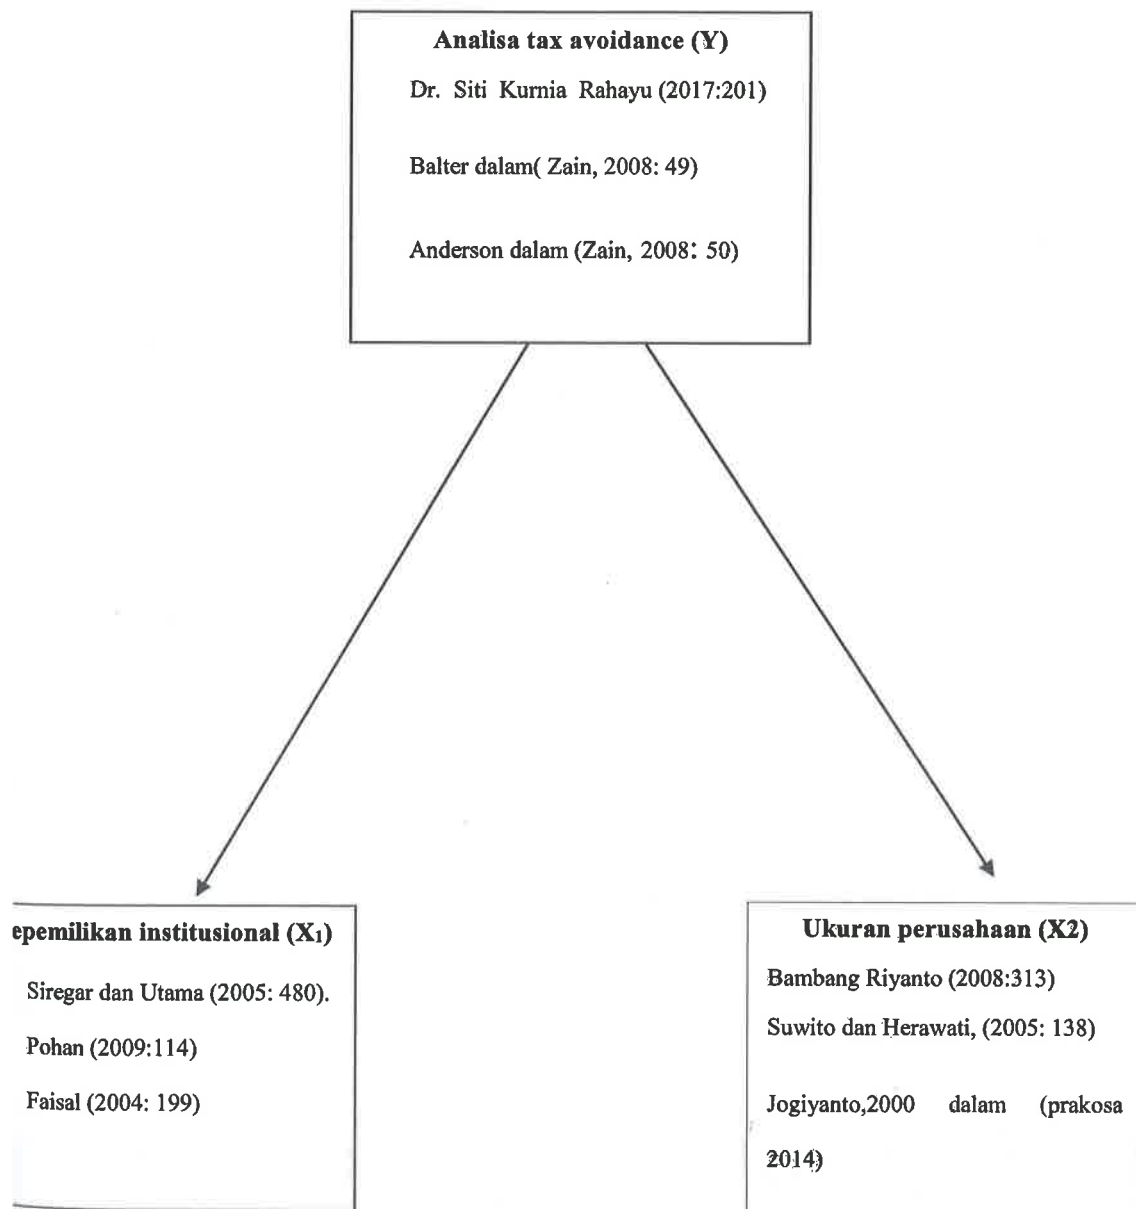 Analisa tax avoidance (Y)
Dr. Siti Kurnia Rahayu (2017:201)
Balter dalam( Zain, 2008: 49)
Anderson dalam (Zain, 2008: 50)
epemilikan institusional (X1)
Siregar dan Utama (2005: 480).
Pohan (2009:114)
Faisal (2004: 199)
Ukuran perusahaan (X2)
Bambang Riyanto (2008:313)
Suwito dan Herawati, (2005: 138)
Jogiyanto,2000 dalam (prakosa
2014)